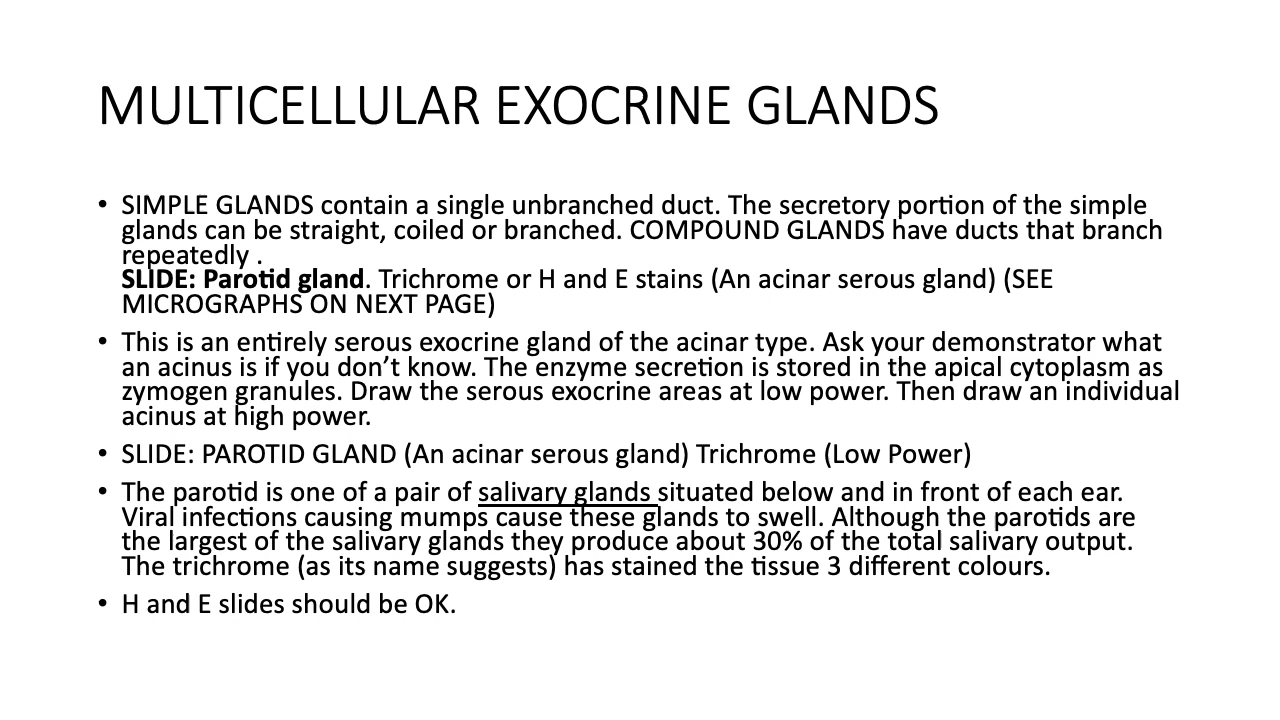 MULTICELLULAR EXOCRINE GLANDS
• SIMPLE GLANDS contain a single unbranched duct. The secretory portion of the simple
glands can be straight, coiled or branched. COMPOUND GLANDS have ducts that branch
repeatedly .
SLIDE: Parotid gland. Trichrome or H and E stains (An acinar serous gland) (SEE
MICROGRAPHS ON NEXT PAGE)
• This is an entirely serous exocrine gland of the acinar type. Ask your demonstrator what
an acinus is if you don’t know. The enzyme secretion is stored in the apical cytoplasm as
zymogen granules. Draw the serous exocrine areas at low power. Then draw an individual
acinus at high power.
• SLIDE: PAROTID GLAND (An acinar serous gland) Trichrome (Low Power)
• The parotid is one of a pair of salivary glands situated below and in front of each ear.
Viral infections causing mumps cause these glands to swell. Although the parotids are
the largest of the salivary glands they produce about 30% of the total salivary output.
The trichrome (as its name suggests) has stained the tissue 3 different colours.
• H and E slides should be OK.